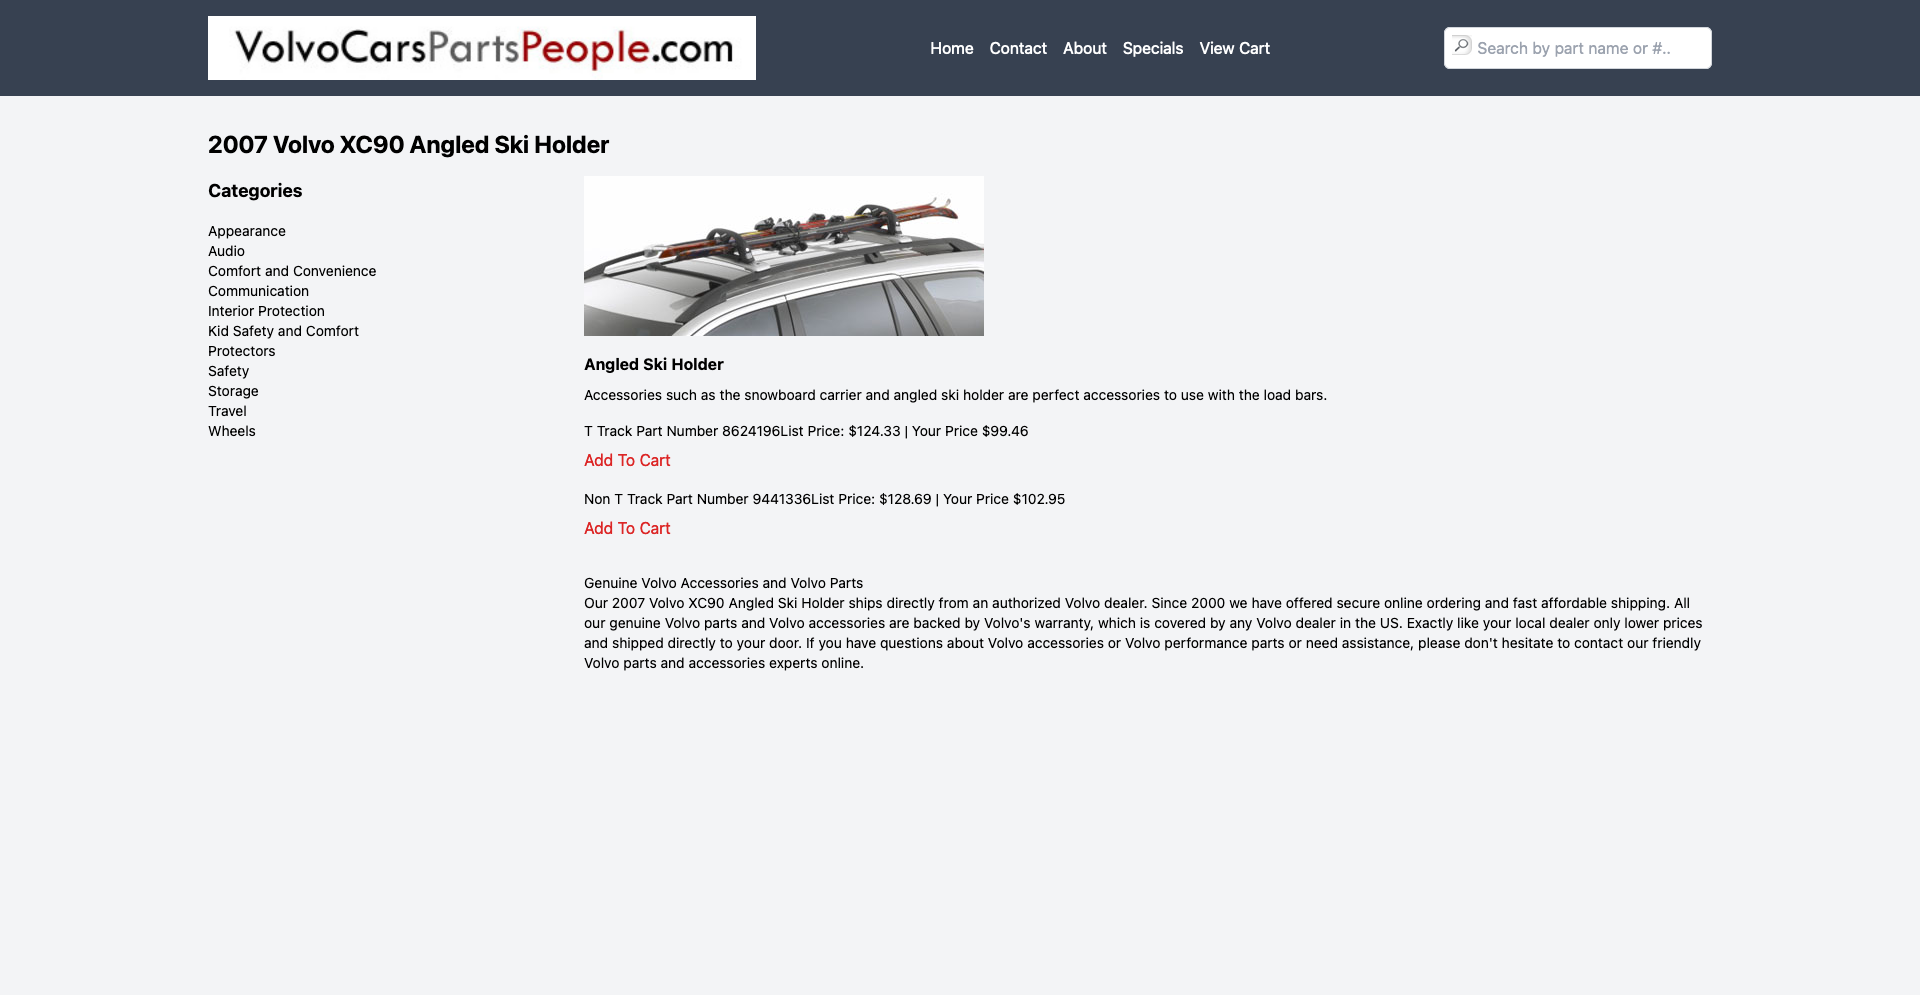 VolvoCarsPartsPeople.com
Home Contact About Specials View Cart
Search by part name or #..
2007 Volvo XC90 Angled Ski Holder
Categories
Appearance
Audio
Comfort and Convenience
Communication
Interior Protection
Kid Safety and Comfort
Protectors
Safety
Storage
Travel
Wheels
Angled Ski Holder
Accessories such as the snowboard carrier and angled ski holder are perfect accessories to use with the load bars.
T Track Part Number 8624196List Price: $124.33 | Your Price $99.46
Add To Cart
Non T Track Part Number 9441336List Price: $128.69 | Your Price $102.95
Add To Cart
Genuine Volvo Accessories and Volvo Parts
Our 2007 Volvo XC90 Angled Ski Holder ships directly from an authorized Volvo dealer. Since 2000 we have offered secure online ordering and fast affordable shipping. All
our genuine Volvo parts and Volvo accessories are backed by Volvo's warranty, which is covered by any Volvo dealer in the US. Exactly like your local dealer only lower prices
and shipped directly to your door. If you have questions about Volvo accessories or Volvo performance parts or need assistance, please don't hesitate to contact our friendly
Volvo parts and accessories experts online.